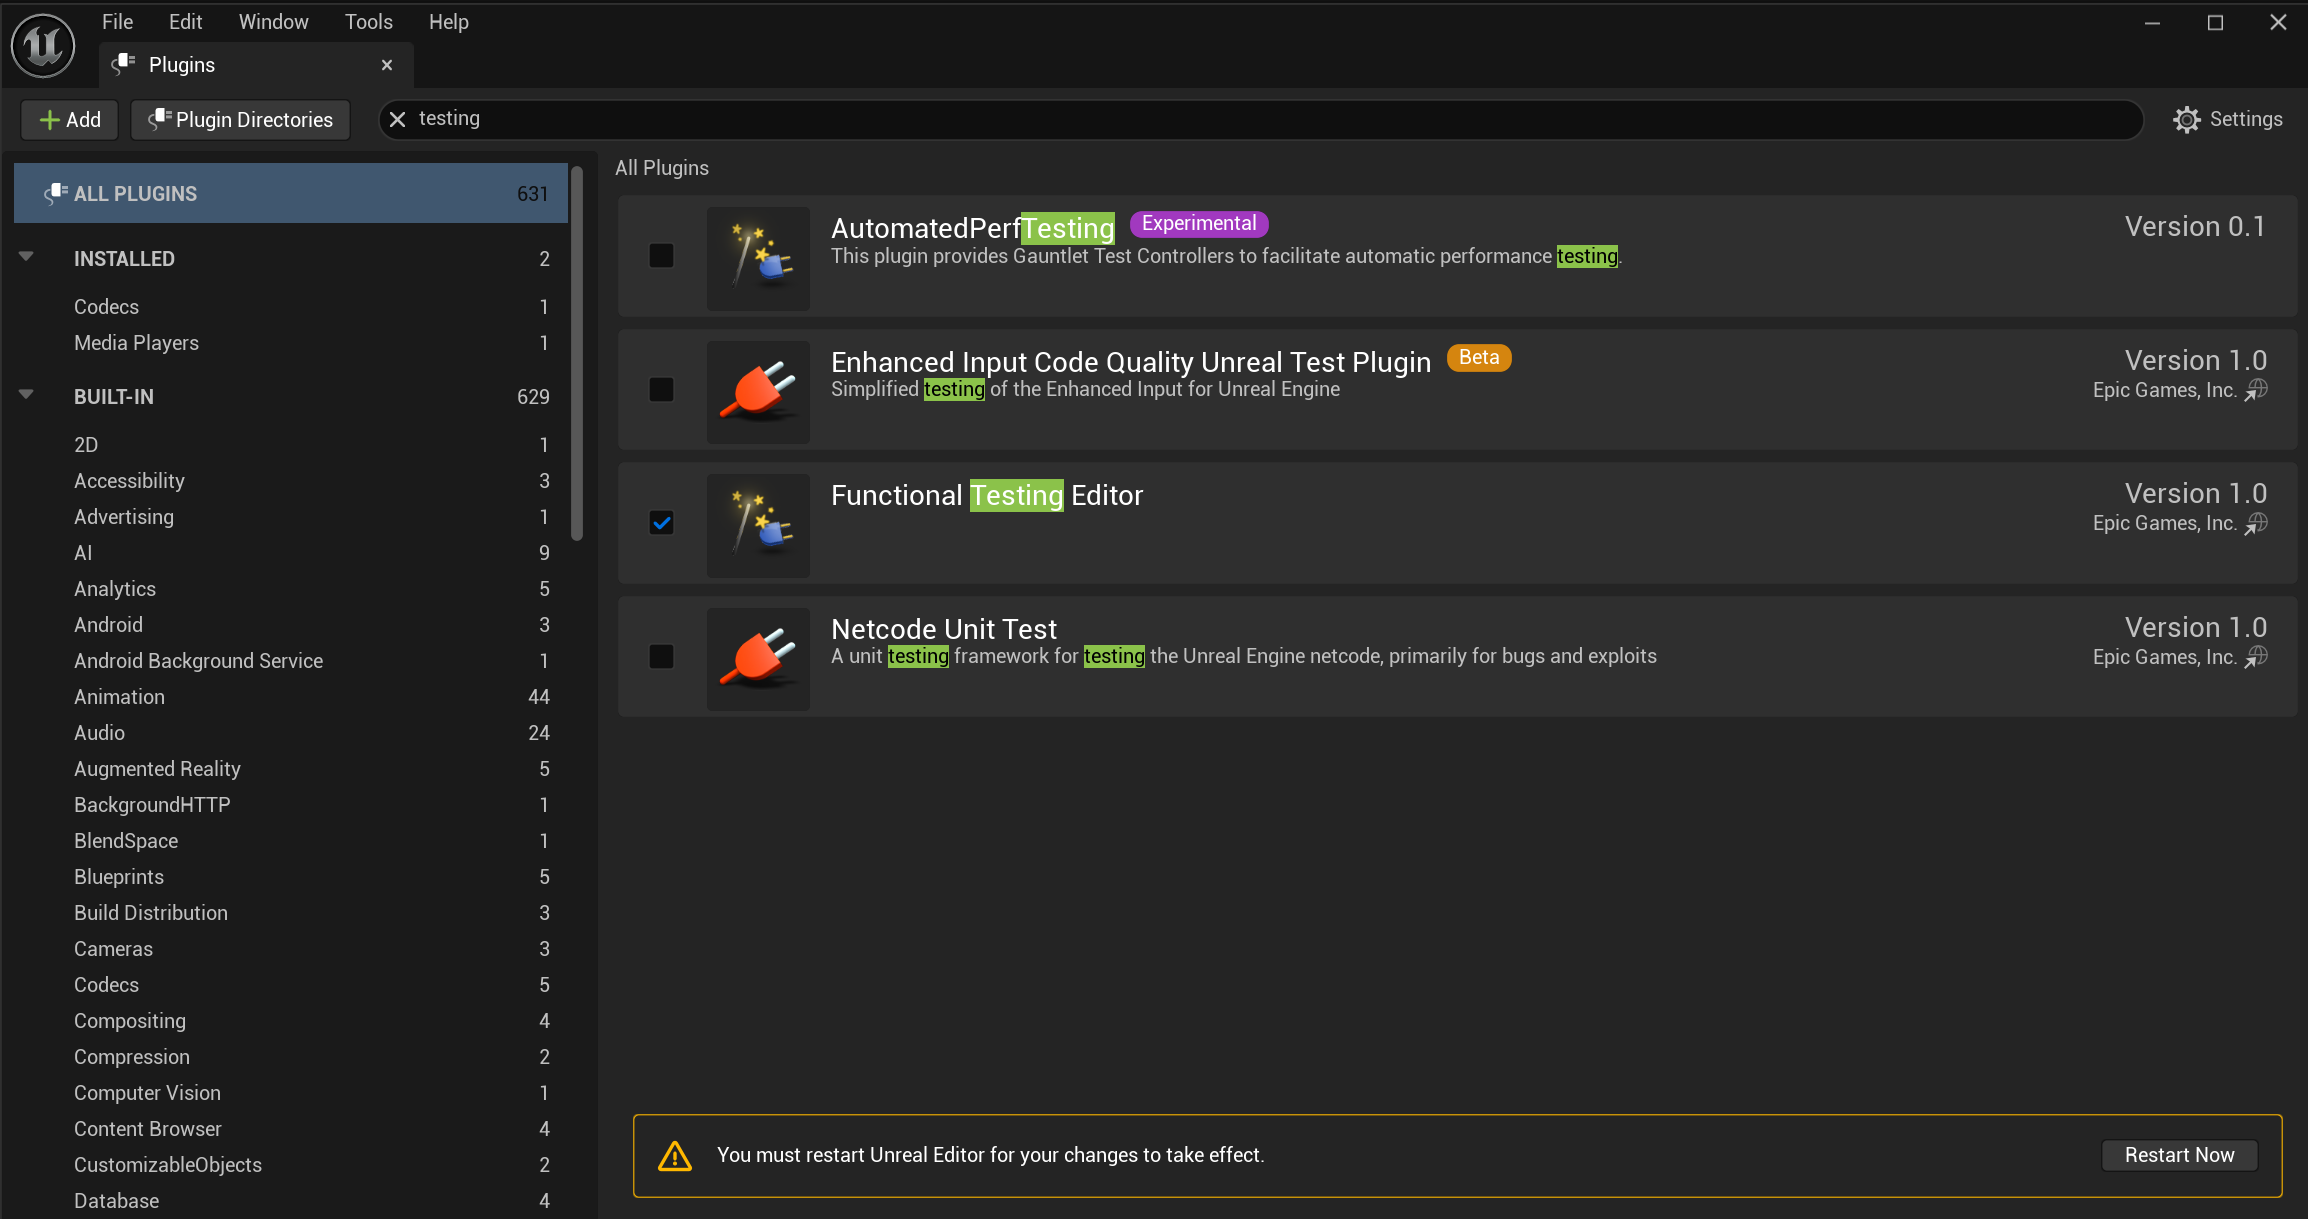 File Edit Window Tools Help
Plugins
Add Plugin Directories testing Settings
ALL PLUGINS 631
INSTALLED 2
Codecs 1
Media Players 1
BUILT-IN 629
2D 1
Accessibility 3
Advertising 1
AI 9
Analytics 5
Android 3
Android Background Service 1
Animation 44
Audio 24
Augmented Reality 5
BackgroundHTTP 1
BlendSpace 1
Blueprints 5
Build Distribution 3
Cameras 3
Codecs 5
Compositing 4
Compression 2
Computer Vision 1
Content Browser 4
CustomizableObjects 2
Database 4
All Plugins
AutomatedPerfTesting Experimental Version 0.1
This plugin provides Gauntlet Test Controllers to facilitate automatic performance testing.
Enhanced Input Code Quality Unreal Test Plugin Beta Version 1.0
Simplified testing of the Enhanced Input for Unreal Engine Epic Games, Inc.
Functional Testing Editor Version 1.0
Epic Games, Inc.
Netcode Unit Test Version 1.0
A unit testing framework for testing the Unreal Engine netcode, primarily for bugs and exploits Epic Games, Inc.
You must restart Unreal Editor for your changes to take effect. Restart Now